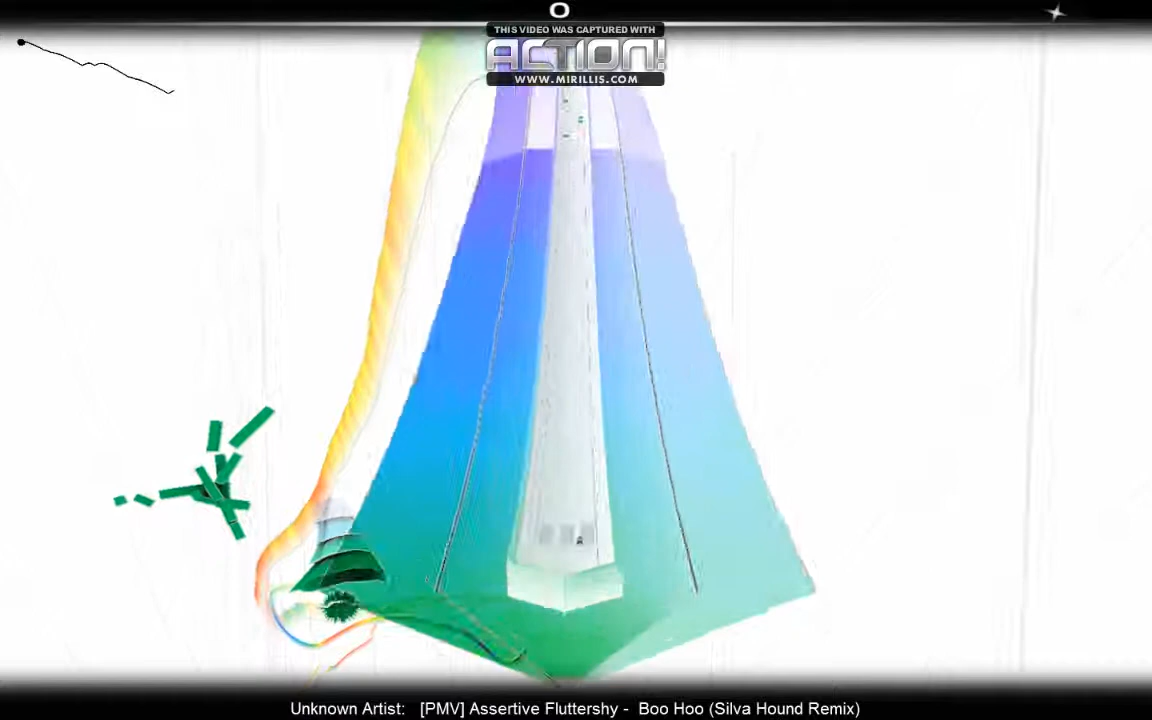 O
THIS VIDEO WAS CAPTURED WITH
ACTION!
WWW.MIRILLIS.COM
Unknown Artist: [PMV] Assertive Fluttershy - Boo Hoo (Silva Hound Remix)